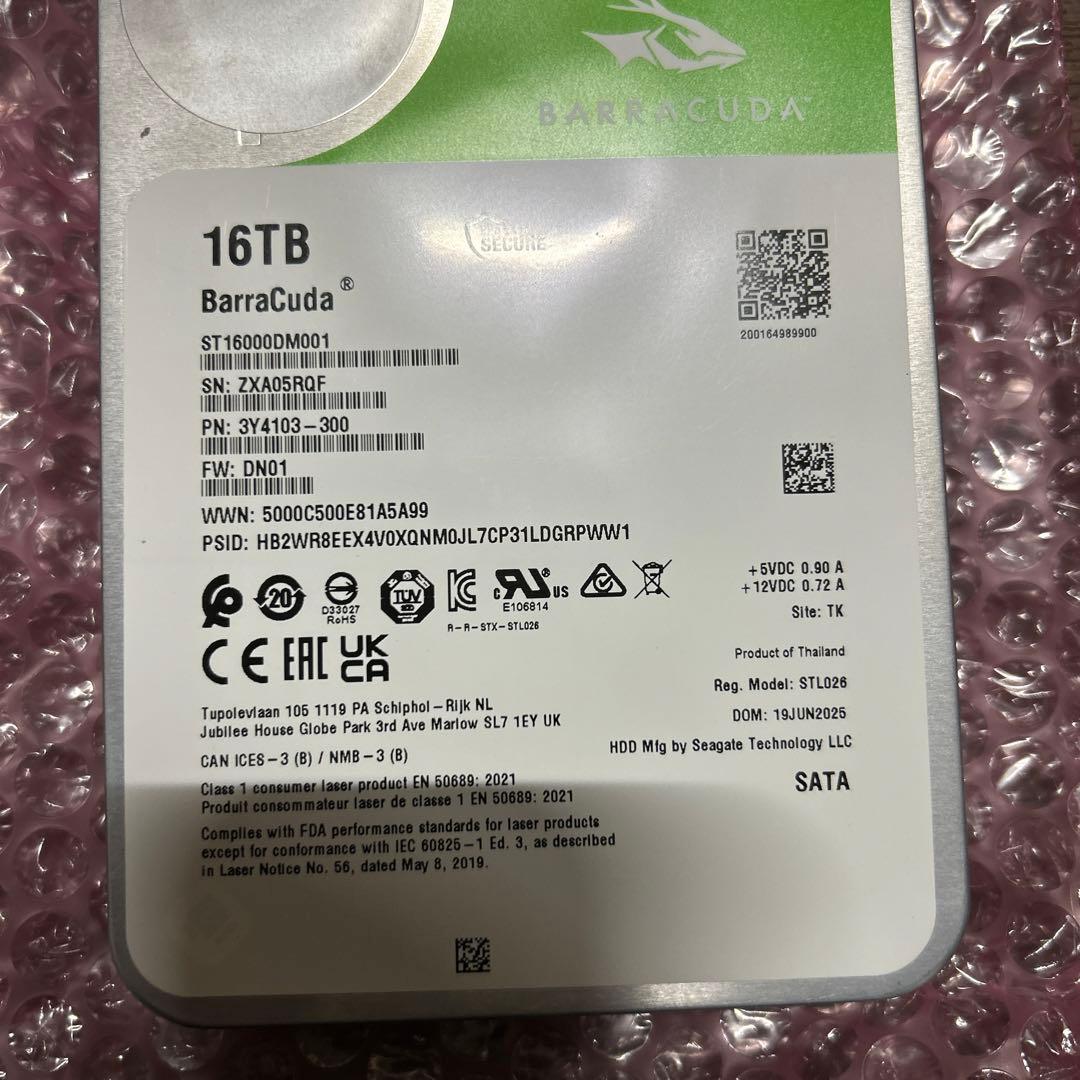 BARRACUDA™
16TB
SECURE
BarraCuda®
200164989900
ST16000DM001
SN: ZXA05RQF
PN: 3Y4103-300
FW: DN01
WWN: 5000C500E81A5A99
PSID: HB2WR8EEX4V0XQNM0JL7CP31LDGRPWW1
+5VDC 0.90 A
+12VDC 0.72 A
20
D33027
RoHS
TÜV
c RU® US
E106814
R-R-STX-STL026
Site: TK
CE EAC UK CA
Product of Thailand
Reg. Model: STL026
DOM: 19JUN2025
HDD Mfg by Seagate Technology LLC
SATA
Tupolevlaan 105 1119 PA Schiphol-Rijk NL
Jubilee House Globe Park 3rd Ave Marlow SL7 1EY UK
CAN ICES-3 (B) / NMB-3 (B)
Class 1 consumer laser product EN 50689: 2021
Produit consommateur laser de classe 1 EN 50689: 2021
Complies with FDA performance standards for laser products
except for conformance with IEC 60825-1 Ed. 3, as described
in Laser Notice No. 56, dated May 8, 2019.